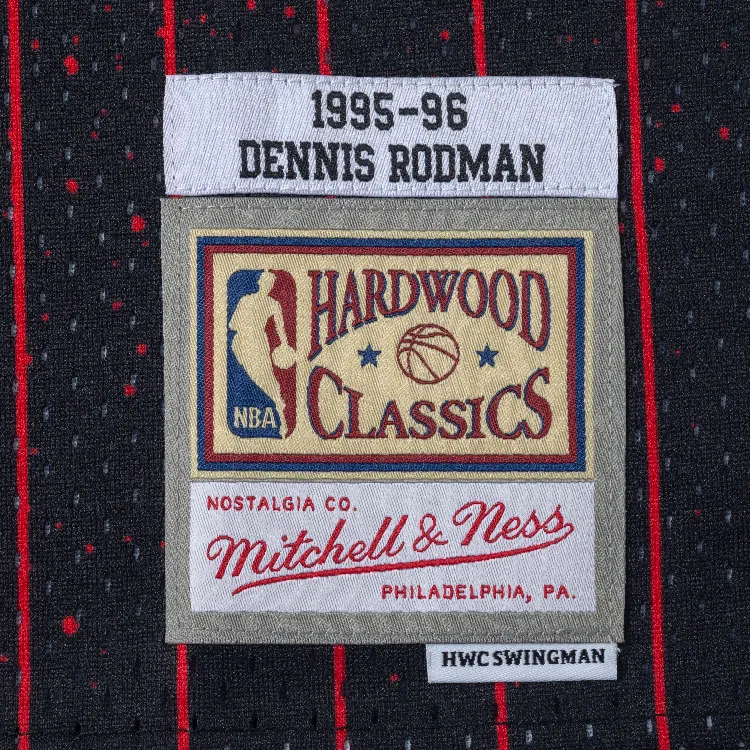 1995-96
DENNIS RODMAN
HARDWOOD
CLASSICS
NBA
NOSTALGIA CO.
Mitchell & Ness
PHILADELPHIA, PA.
HWC SWINGMAN